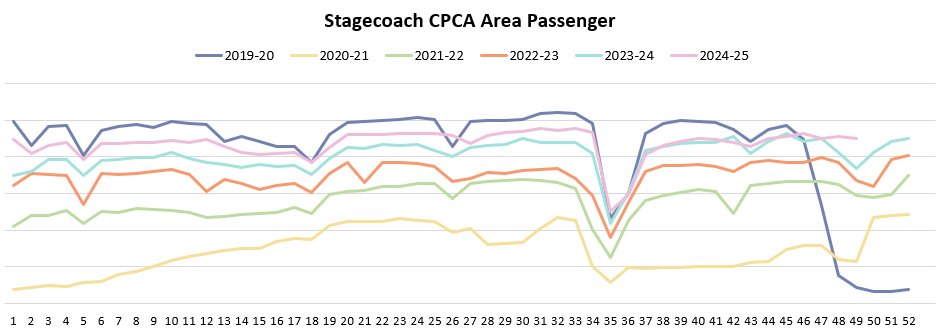 Stagecoach CPCA Area Passenger
2019-20 2020-21 2021-22 2022-23 2023-24 2024-25
1 2 3 4 5 6 7 8 9 10 11 12 13 14 15 16 17 18 19 20 21 22 23 24 25 26 27 28 29 30 31 32 33 34 35 36 37 38 39 40 41 42 43 44 45 46 47 48 49 50 51 52